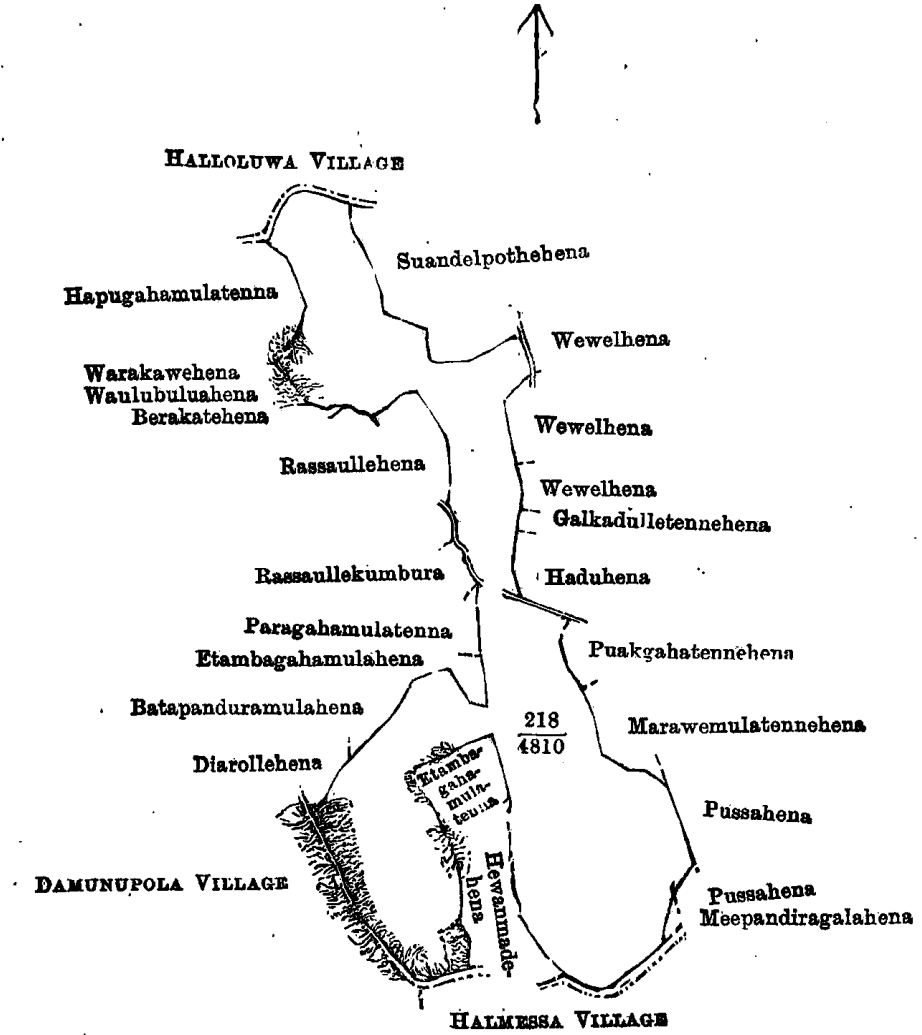 HALLOLUWA VILLAGE
Suandelpothehena
Hapugahamulatenna
Wewelhena
Warakawehena
Waulubuluahena
Berakatehena
Wewelhena
Rassaullehena
Wewelhena
Galkadulletennehena
Rassaullekumbura
Haduhena
Paragahamulatenna
Etambagahamulahena
Puakgahatennehena
Batapanduramulahena
218
4810
Marawemulatennehena
Diarollehena
Etamba-
gaha-
mula-
tenna
Pussahena
Hewanmade-
hena
DAMUNUPOLA VILLAGE
Pussahena
Meepandiragalahena
HALMESSA VILLAGE